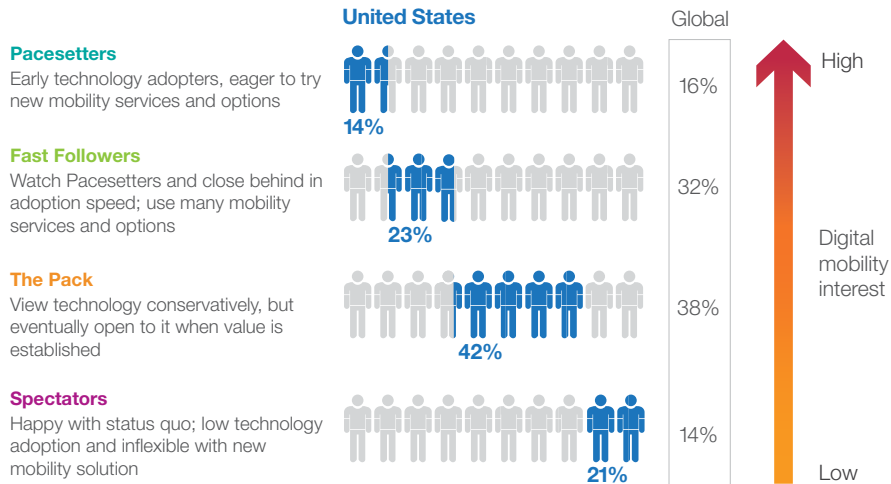 United States
Global
Pacesetters
Early technology adopters, eager to try
new mobility services and options
14%
16%
High
Fast Followers
Watch Pacesetters and close behind in
adoption speed; use many mobility
services and options
23%
32%
Digital
mobility
interest
The Pack
View technology conservatively, but
eventually open to it when value is
established
42%
38%
Spectators
Happy with status quo; low technology
adoption and inflexible with new
mobility solution
21%
14%
Low